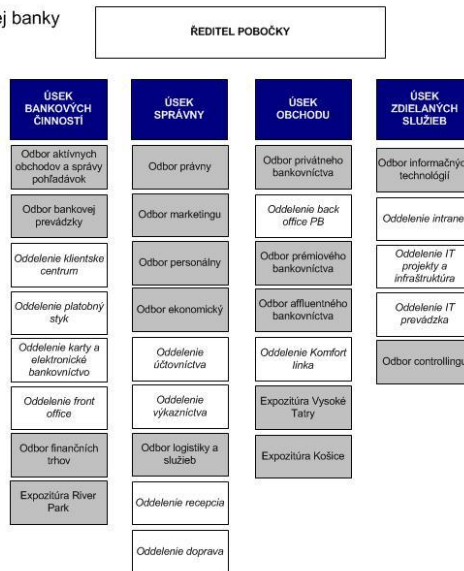 banky
ŘEDITEL POBOČKY
ÚSEK
BANKOVÝCH
ČINNOSTÍ
Odbor aktívnych
obchodov a správy
pohľadávok
Odbor bankovej
prevádzky
Oddelenie klientske
centrum
Oddelenie platobný
styk
Oddelenie karty a
elektronické
bankovníctvo
Oddelenie front
office
Odbor finančních
trhov
Expozitúra River
Park
ÚSEK
SPRÁVNY
Odbor právny
Odbor marketingu
Odbor personálny
Odbor ekonomický
Oddelenie
účtovníctva
Oddelenie
výkazníctva
Odbor logistiky a
služieb
Oddelenie recepcia
Oddelenie doprava
ÚSEK
OBCHODU
Odbor privátneho
bankovníctva
Oddelenie back
office PB
Odbor prémiového
bankovníctva
Odbor affluentného
bankovníctva
Oddelenie Komfort
linka
Expozitúra Vysoké
Tatry
Expozitúra Košice
ÚSEK
ZDIELANÝCH
SLUŽIEB
Odbor informačných
technológií
Oddelenie intrane
Oddelenie IT
projekty a
infraštruktúra
Oddelenie IT
prevádzka
Odbor controllingu